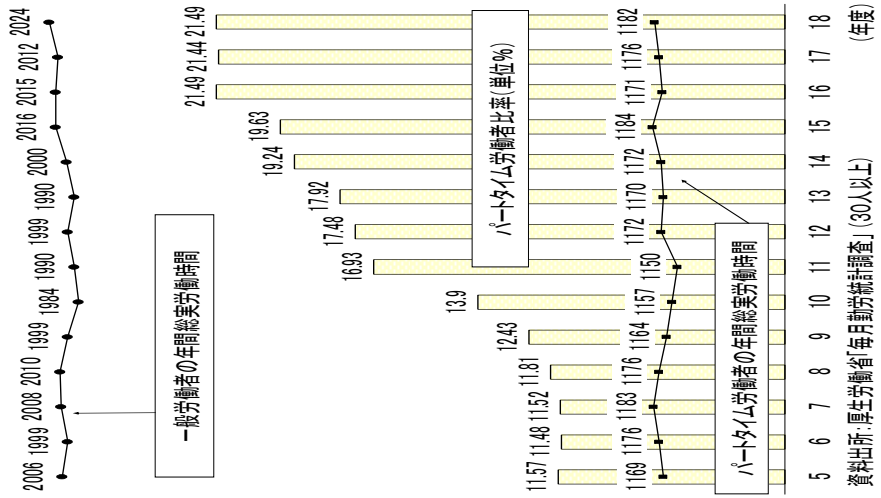 2006 1999 2008 2010 1999 1984 1990 1999 1990 2000 2016 2015 2012 2024
一般労働者の年間総実労働時間
11.57 11.48 11.52 11.81 12.43 13.9 16.93 17.48 17.92 19.24 19.63 21.49 21.44 21.49
パートタイム労働者比率(単位%)
1169 1176 1183 1176 1164 1157 1150 1172 1170 1172 1184 1171 1176 1182
パートタイム労働者の年間総実労働時間
5 6 7 8 9 10 11 12 13 14 15 16 17 18
(年度)
資料出所:厚生労働省「毎月勤労統計調査」(30人以上)